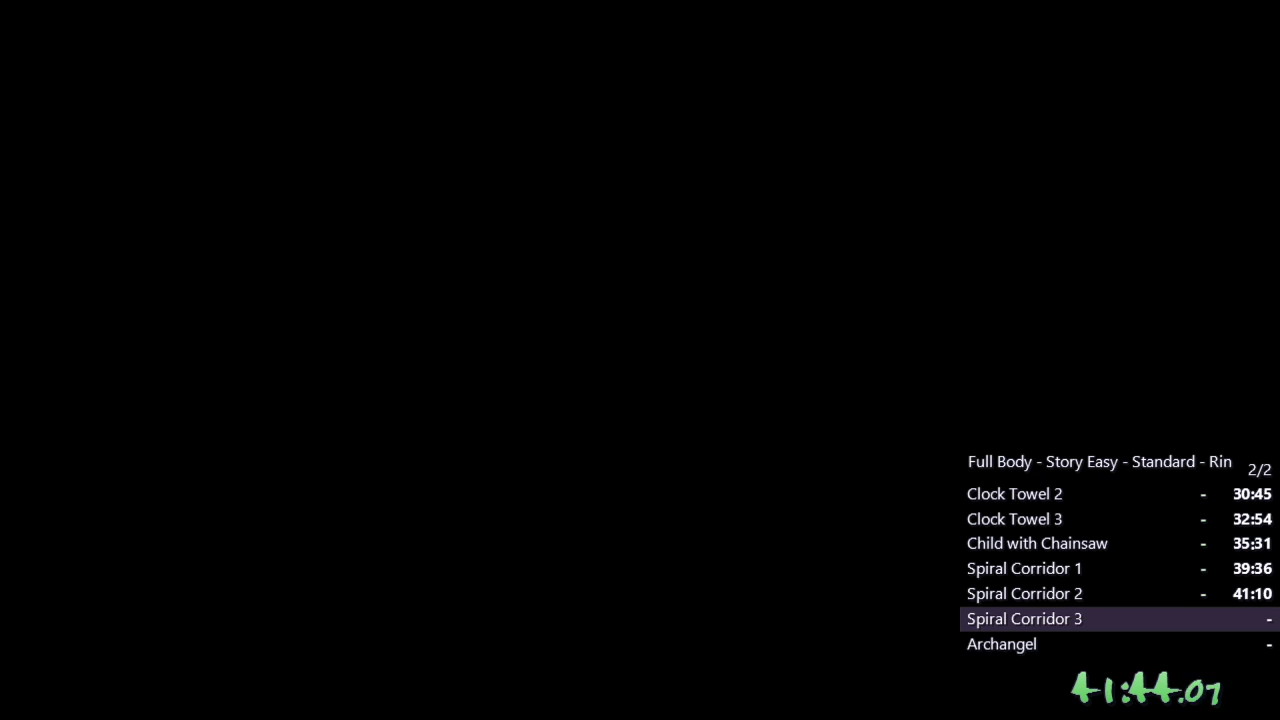 Full Body - Story Easy - Standard - Rin
2/2
Clock Towel 2 - 30:45
Clock Towel 3 - 32:54
Child with Chainsaw - 35:31
Spiral Corridor 1 - 39:36
Spiral Corridor 2 - 41:10
Spiral Corridor 3 -
Archangel -
41:44.07